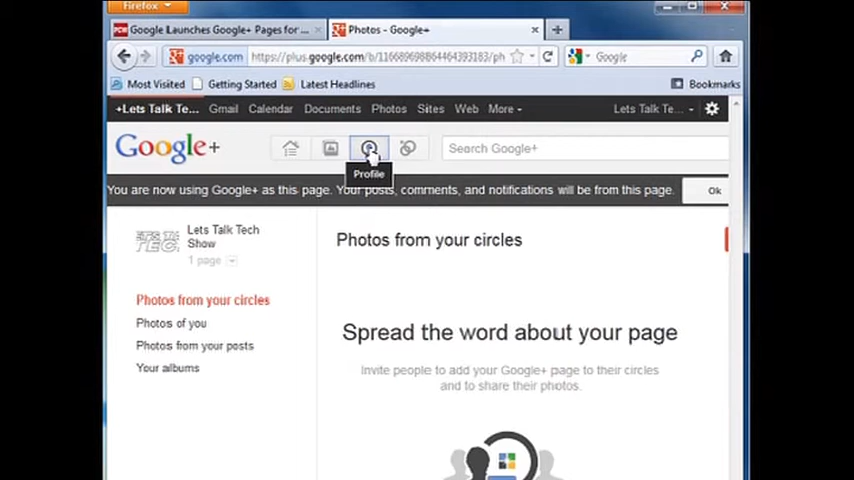 Firefox
Google Launches Google+ Pages for ...
Photos - Google+
google.com
https://plus.google.com/b/116689698644643931 83/ph
Google
Most Visited
Getting Started
Latest Headlines
Bookmarks
+Lets Talk Te... Gmail Calendar Documents Photos Sites Web More
Lets Talk Te...
Google+
Search Google+
Profile
You are now using Google+ as this page. Your posts, comments, and notifications will be from this page.
Ok
Lets Talk Tech
Show
1 page
Photos from your circles
Photos of you
Photos from your posts
Your albums
Photos from your circles
Spread the word about your page
Invite people to add your Google+ page to their circles
and to share their photos.